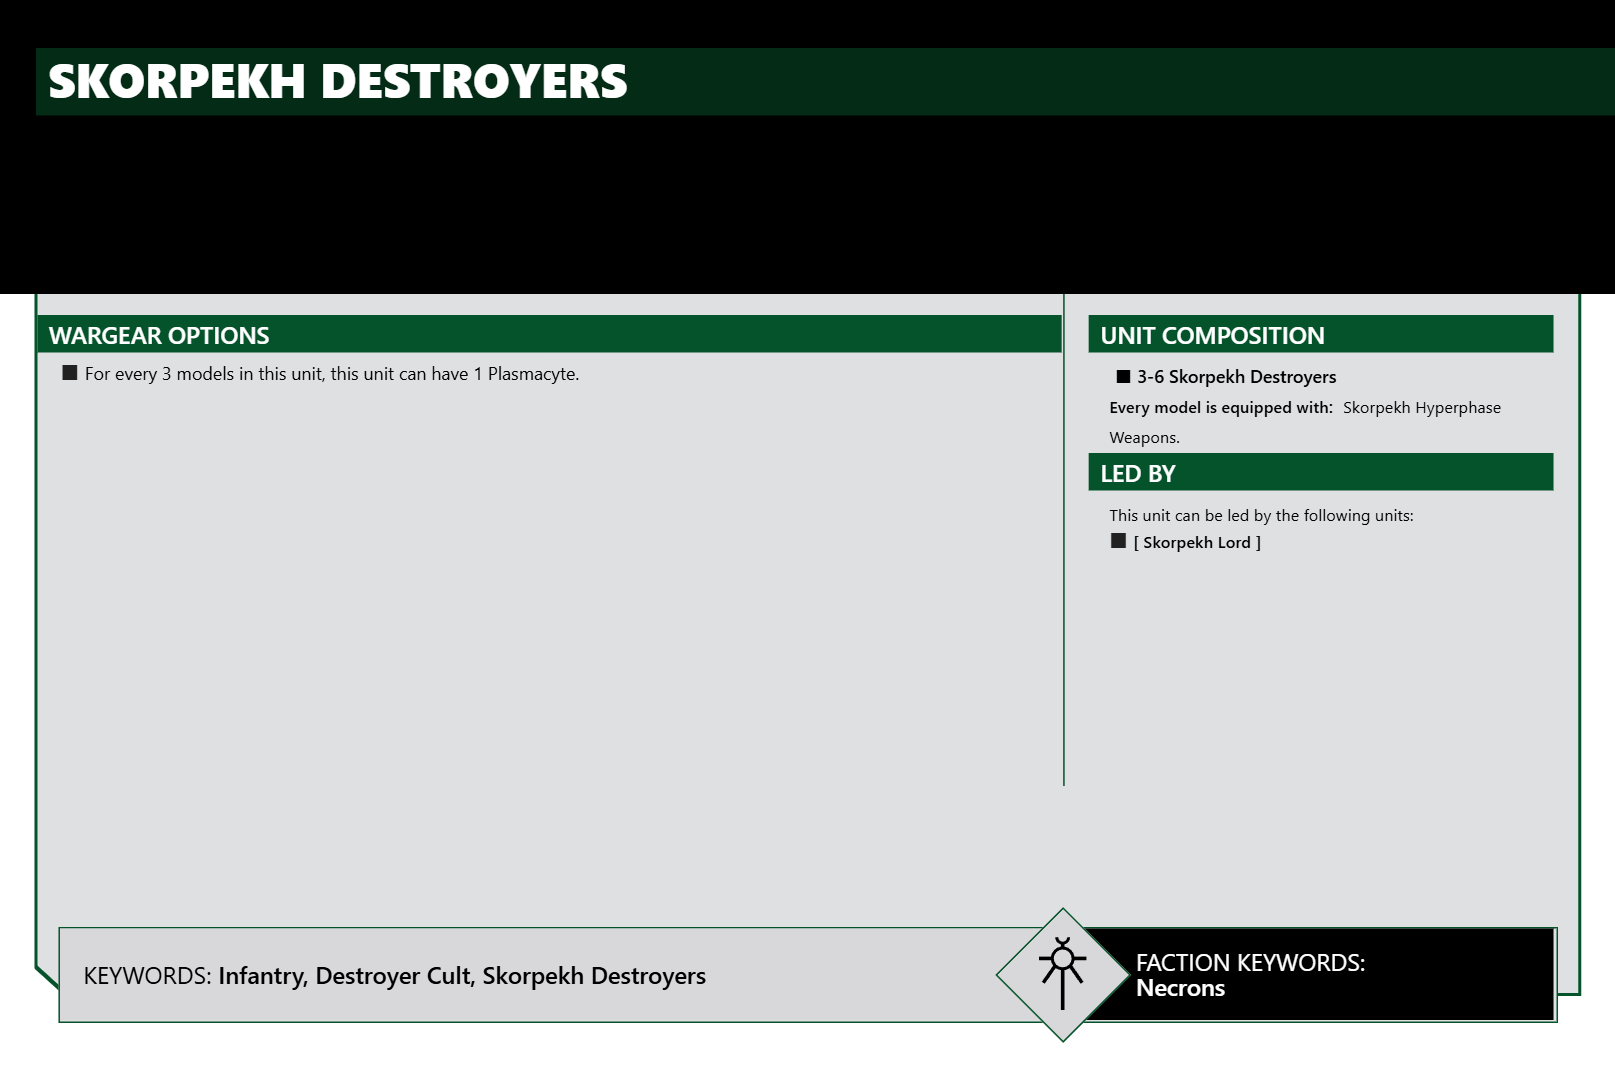 SKORPEKH DESTROYERS
WARGEAR OPTIONS
■ For every 3 models in this unit, this unit can have 1 Plasmacyte.
UNIT COMPOSITION
■ 3-6 Skorpekh Destroyers
Every model is equipped with: Skorpekh Hyperphase
Weapons.
LED BY
This unit can be led by the following units:
■ [ Skorpekh Lord ]
KEYWORDS: Infantry, Destroyer Cult, Skorpekh Destroyers
FACTION KEYWORDS:
Necrons